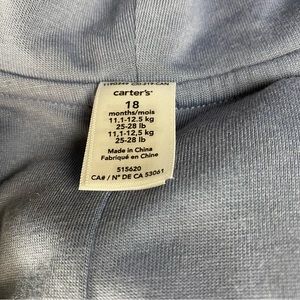 carter's
18
months/mois
11.1-12.5 kg
25-28 lb
11,1-12,5 kg
25-28 lb
Made in China
Fabriqué en Chine
515620
CA# / N° DE CA 53061